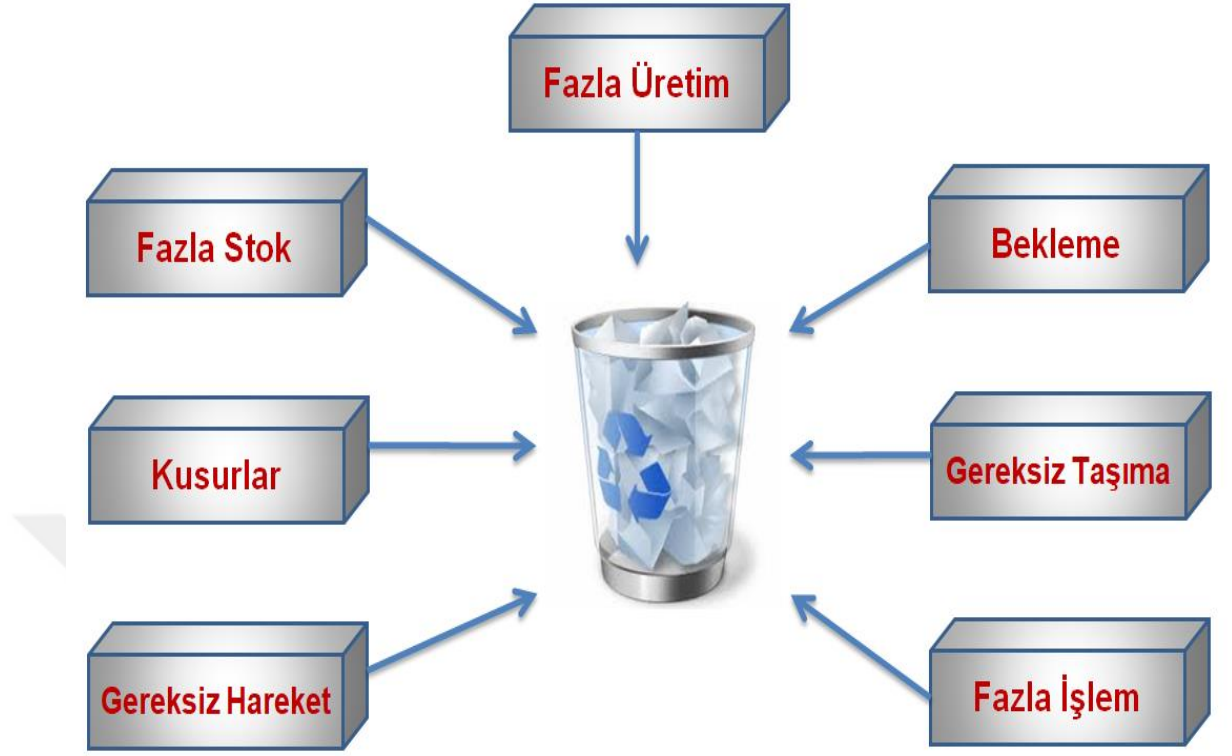 Fazla Üretim
Fazla Stok
Bekleme
Kusurlar
Gereksiz Taşıma
Gereksiz Hareket
Fazla İşlem